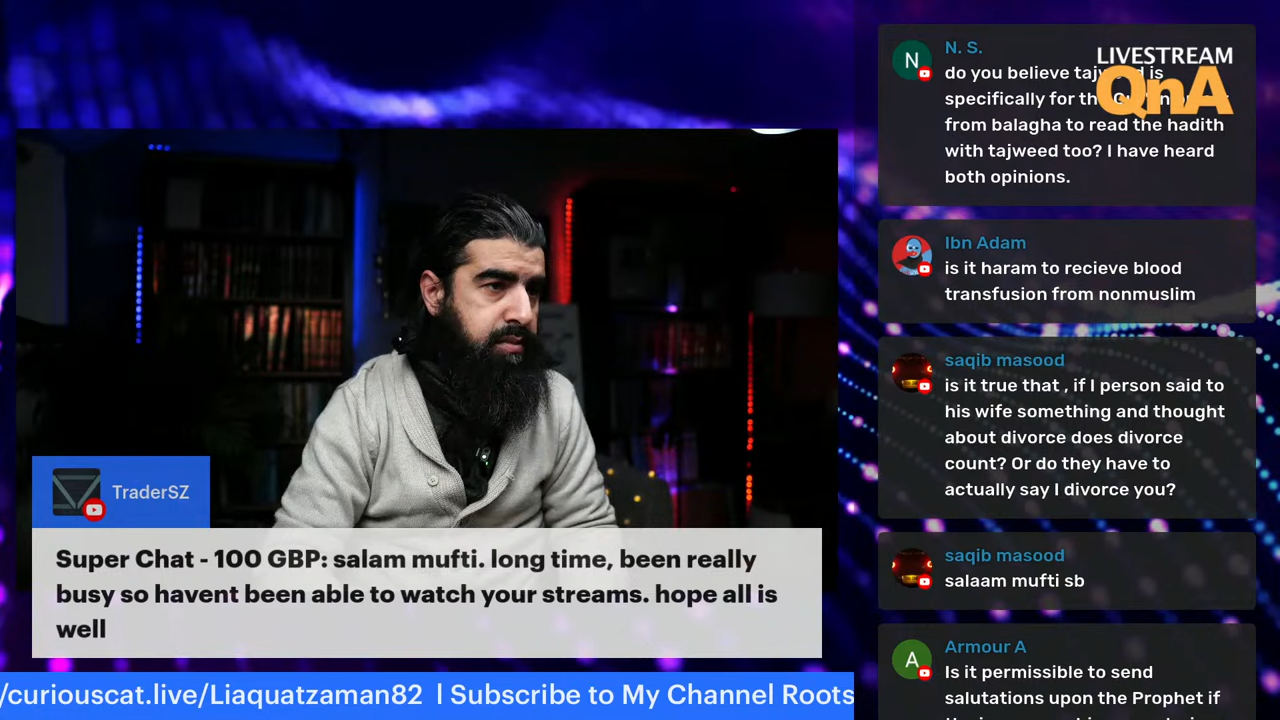 N. S.
LIVESTREAM
QnA
do you believe is
specifically for
from balagha to read the hadith
with tajweed too? I have heard
both opinions.
N
Ibn Adam
is it haram to recieve blood
transfusion from nonmuslim
saqib masood
is it true that , if I person said to
his wife something and thought
about divorce does divorce
count? Or do they have to
actually say I divorce you?
saqib masood
salaam mufti sb
A
Armour A
Is it permissible to send
salutations upon the Prophet if
TraderSZ
Super Chat - 100 GBP: salam mufti. long time, been really
busy so havent been able to watch your streams. hope all is
well
/curiouscat.live/Liaquatzaman82 | Subscribe to My Channel Roots